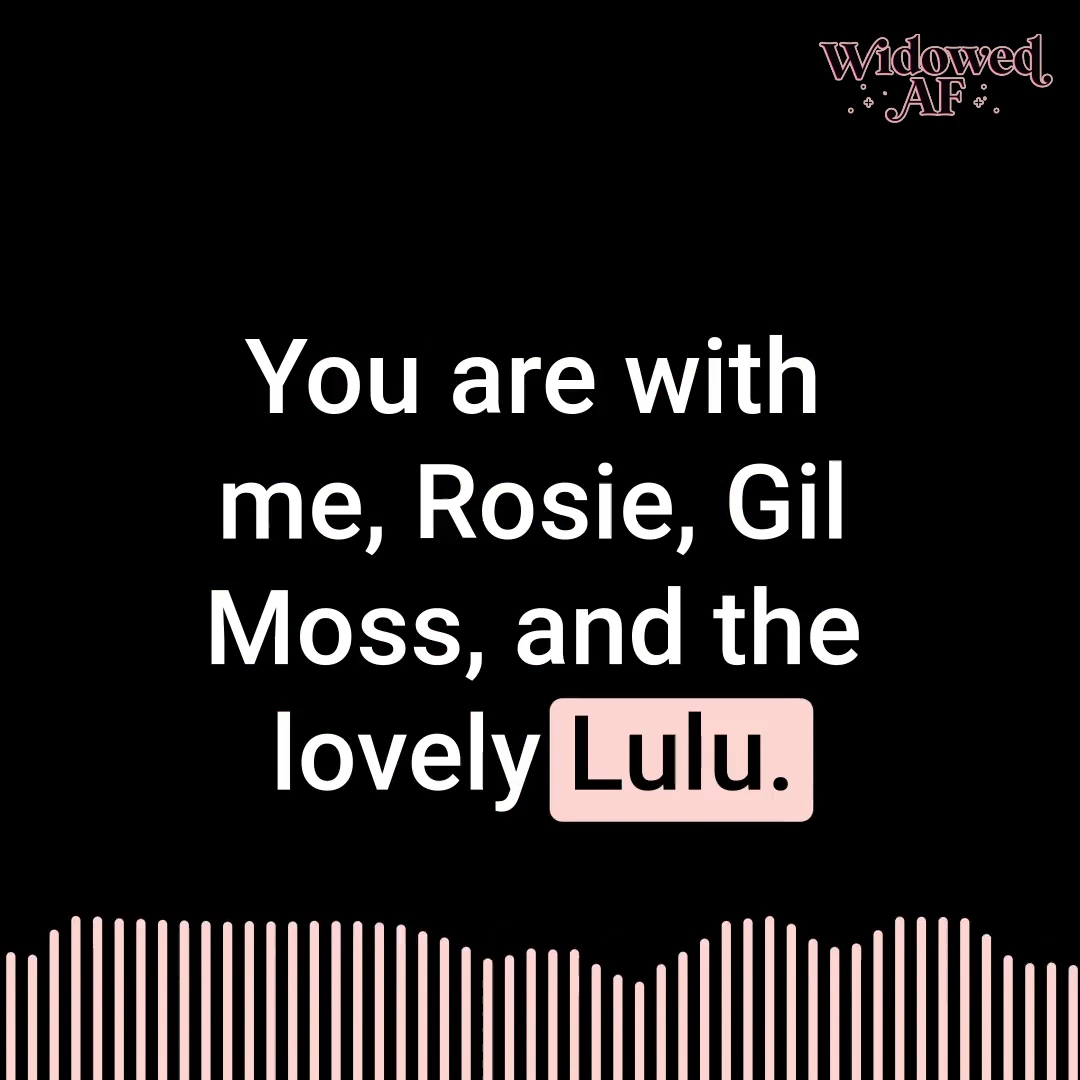 Widowed
AF
You are with
me, Rosie, Gil
Moss, and the
lovely Lulu.